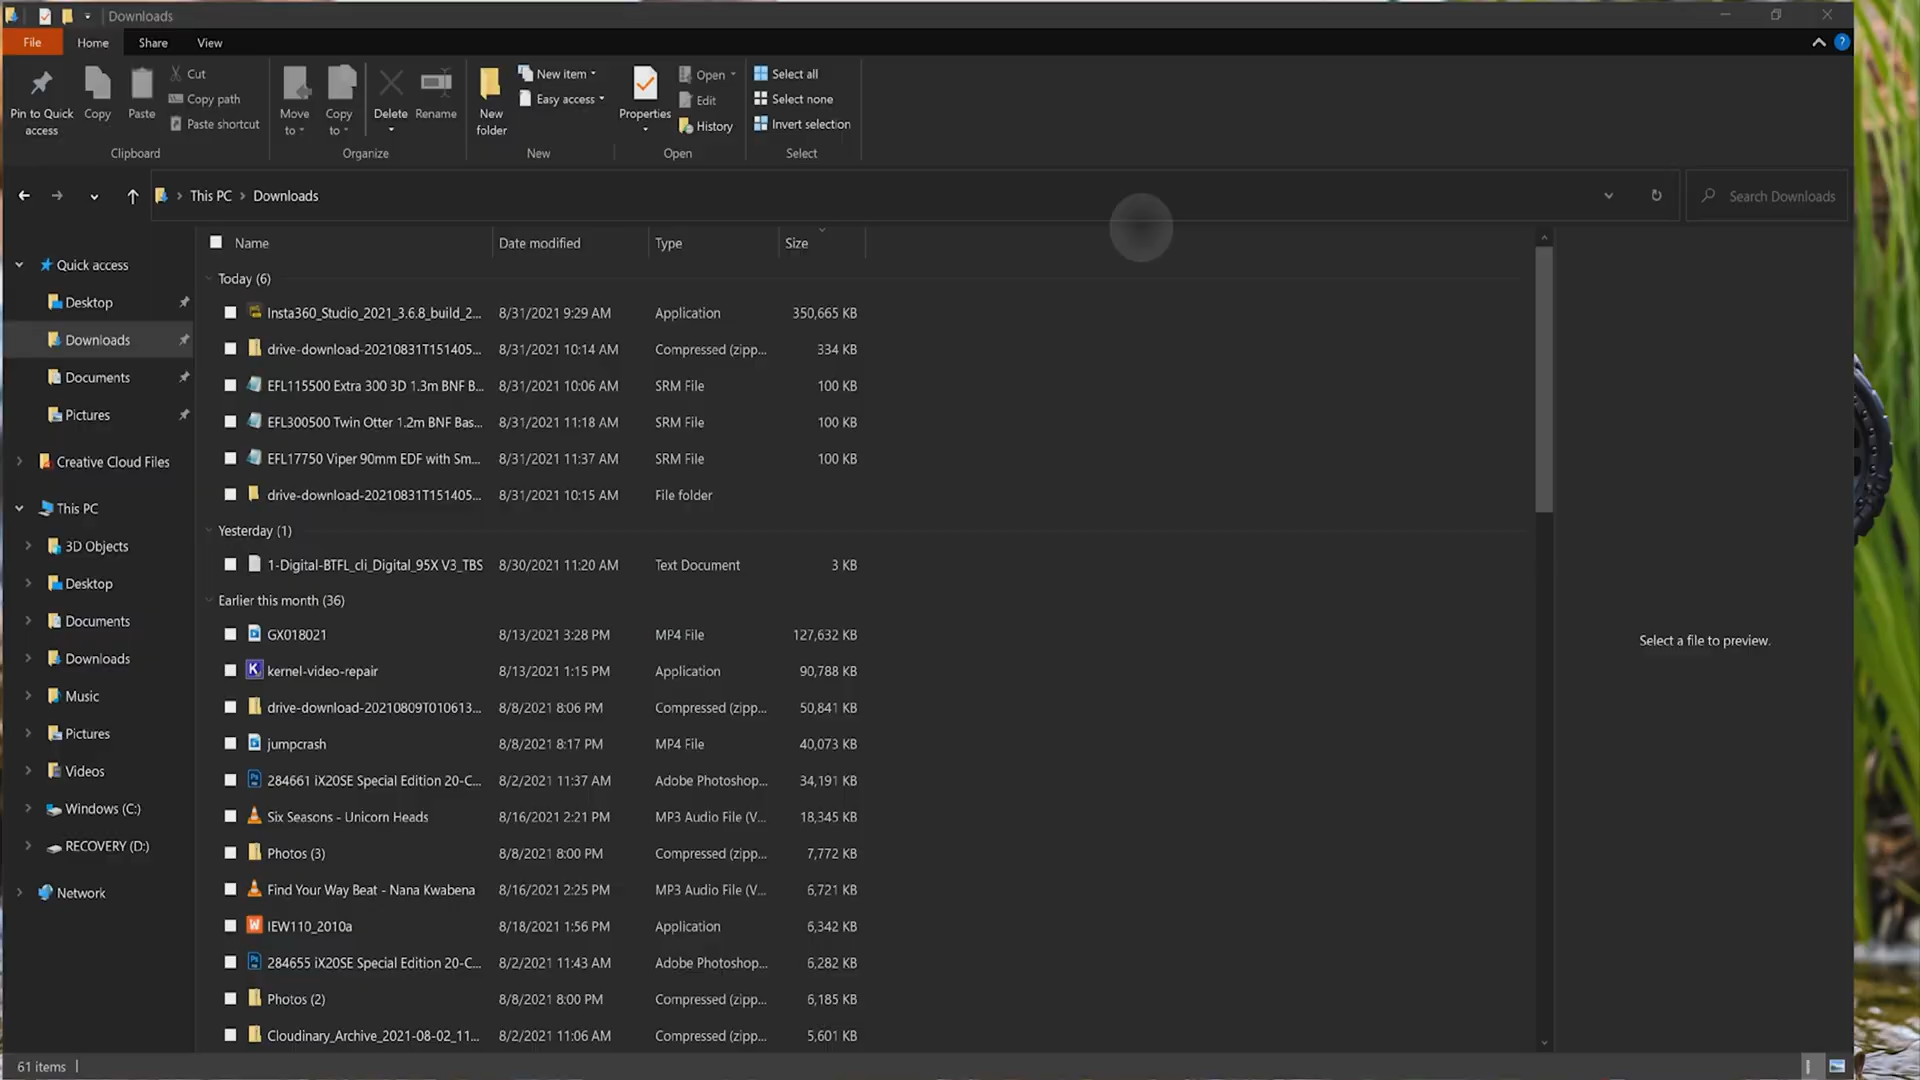 Downloads
File
Home
Share
View
?
Pin to Quick access
Copy
Paste
Cut
Copy path
Paste shortcut
Clipboard
Move to
Copy to
Delete
Rename
Organize
New folder
New item
Easy access
New
Properties
Open
Edit
History
Open
Select all
Select none
Invert selection
Select
This PC > Downloads
Search Downloads
Quick access
Desktop
Downloads
Documents
Pictures
Creative Cloud Files
This PC
3D Objects
Desktop
Documents
Downloads
Music
Pictures
Videos
Windows (C:)
RECOVERY (D:)
Network
Name Date modified Type Size
Today (6)
Insta360_Studio_2021_3.6.8_build_2... 8/31/2021 9:29 AM Application 350,665 KB
drive-download-20210831T151405... 8/31/2021 10:14 AM Compressed (zipp... 334 KB
EFL115500 Extra 300 3D 1.3m BNF B... 8/31/2021 10:06 AM SRM File 100 KB
EFL300500 Twin Otter 1.2m BNF Bas... 8/31/2021 11:18 AM SRM File 100 KB
EFL17750 Viper 90mm EDF with Sm... 8/31/2021 11:37 AM SRM File 100 KB
drive-download-20210831T151405... 8/31/2021 10:15 AM File folder
Yesterday (1)
1-Digital-BTFL_cli_Digital_95X V3_TBS 8/30/2021 11:20 AM Text Document 3 KB
Earlier this month (36)
GX018021 8/13/2021 3:28 PM MP4 File 127,632 KB
kernel-video-repair 8/13/2021 1:15 PM Application 90,788 KB
drive-download-20210809T010613... 8/8/2021 8:06 PM Compressed (zipp... 50,841 KB
jumpcrash 8/8/2021 8:17 PM MP4 File 40,073 KB
284661 iX20SE Special Edition 20-C... 8/2/2021 11:37 AM Adobe Photoshop... 34,191 KB
Six Seasons - Unicorn Heads 8/16/2021 2:21 PM MP3 Audio File (V... 18,345 KB
Photos (3) 8/8/2021 8:00 PM Compressed (zipp... 7,772 KB
Find Your Way Beat - Nana Kwabena 8/16/2021 2:25 PM MP3 Audio File (V... 6,721 KB
IEW110_2010a 8/18/2021 1:56 PM Application 6,342 KB
284655 iX20SE Special Edition 20-C... 8/2/2021 11:43 AM Adobe Photoshop... 6,282 KB
Photos (2) 8/8/2021 8:00 PM Compressed (zipp... 6,185 KB
Cloudinary_Archive_2021-08-02_11... 8/2/2021 11:06 AM Compressed (zipp... 5,601 KB
Select a file to preview.
61 items